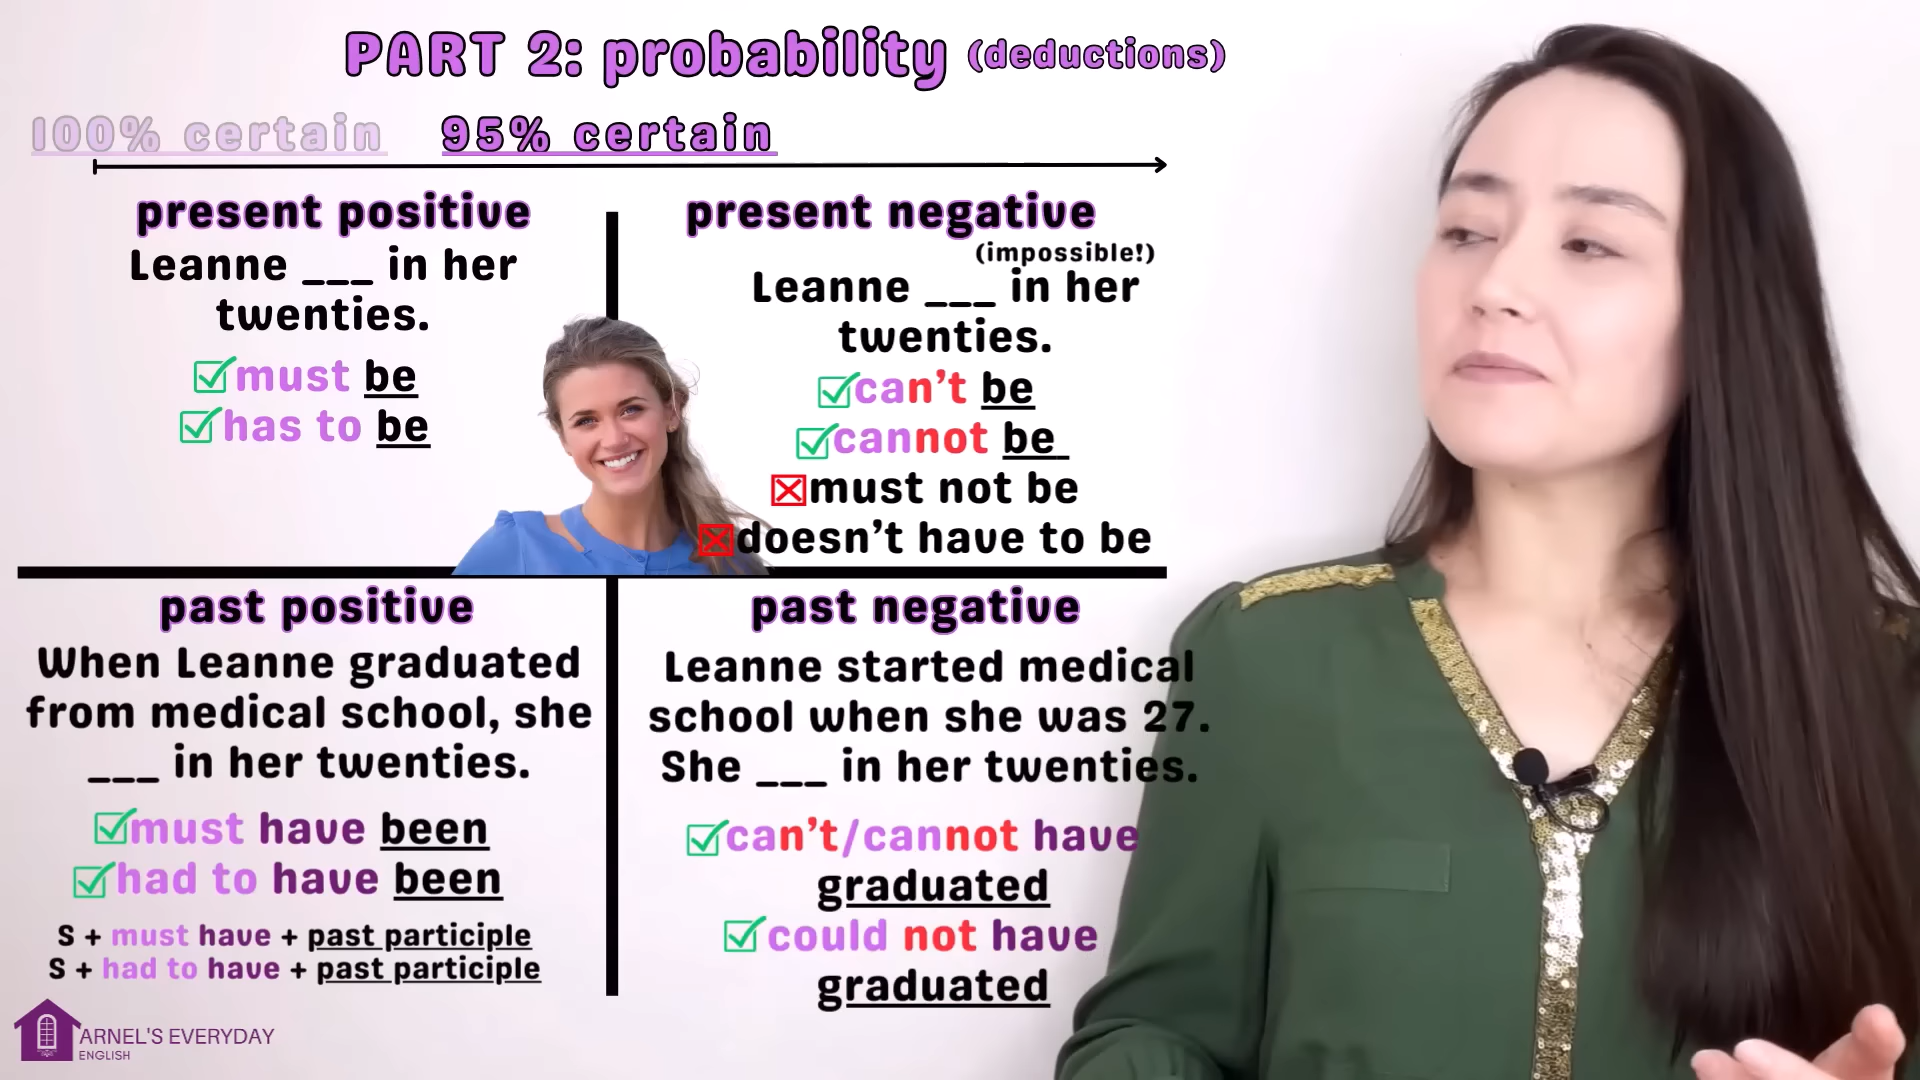 PART 2: probability (deductions)
100% certain 95% certain
present positive
Leanne ___ in her
twenties.
must be
has to be
present negative
(impossible!)
Leanne ___ in her
twenties.
can't be
cannot be
must not be
doesn't have to be
past positive
When Leanne graduated
from medical school, she
___ in her twenties.
must have been
had to have been
S + must have + past participle
S + had to have + past participle
past negative
Leanne started medical
school when she was 27.
She ___ in her twenties.
can't/cannot have
graduated
could not have
graduated
ARNEL'S EVERYDAY
ENGLISH